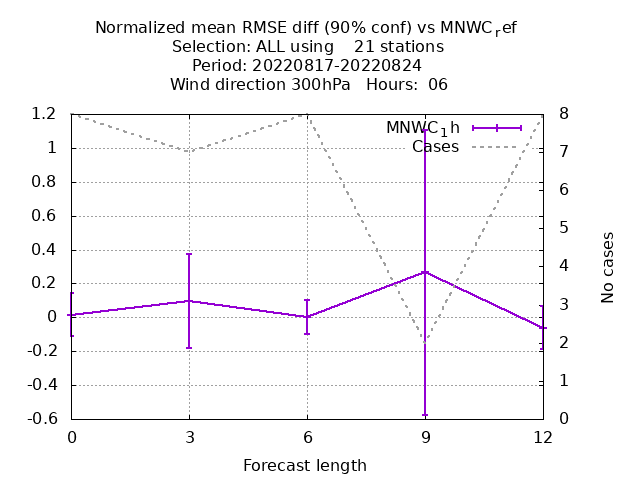 Normalized mean RMSE diff (90% conf) vs MNWCref
Selection: ALL using    21 stations
Period: 20220817-20220824
Wind direction 300hPa   Hours:  06
MNWC1h
Cases
1.2
1
0.8
0.6
0.4
0.2
0
-0.2
-0.4
-0.6
8
7
6
5
4
3
2
1
0
No cases
0 3 6 9 12
Forecast length